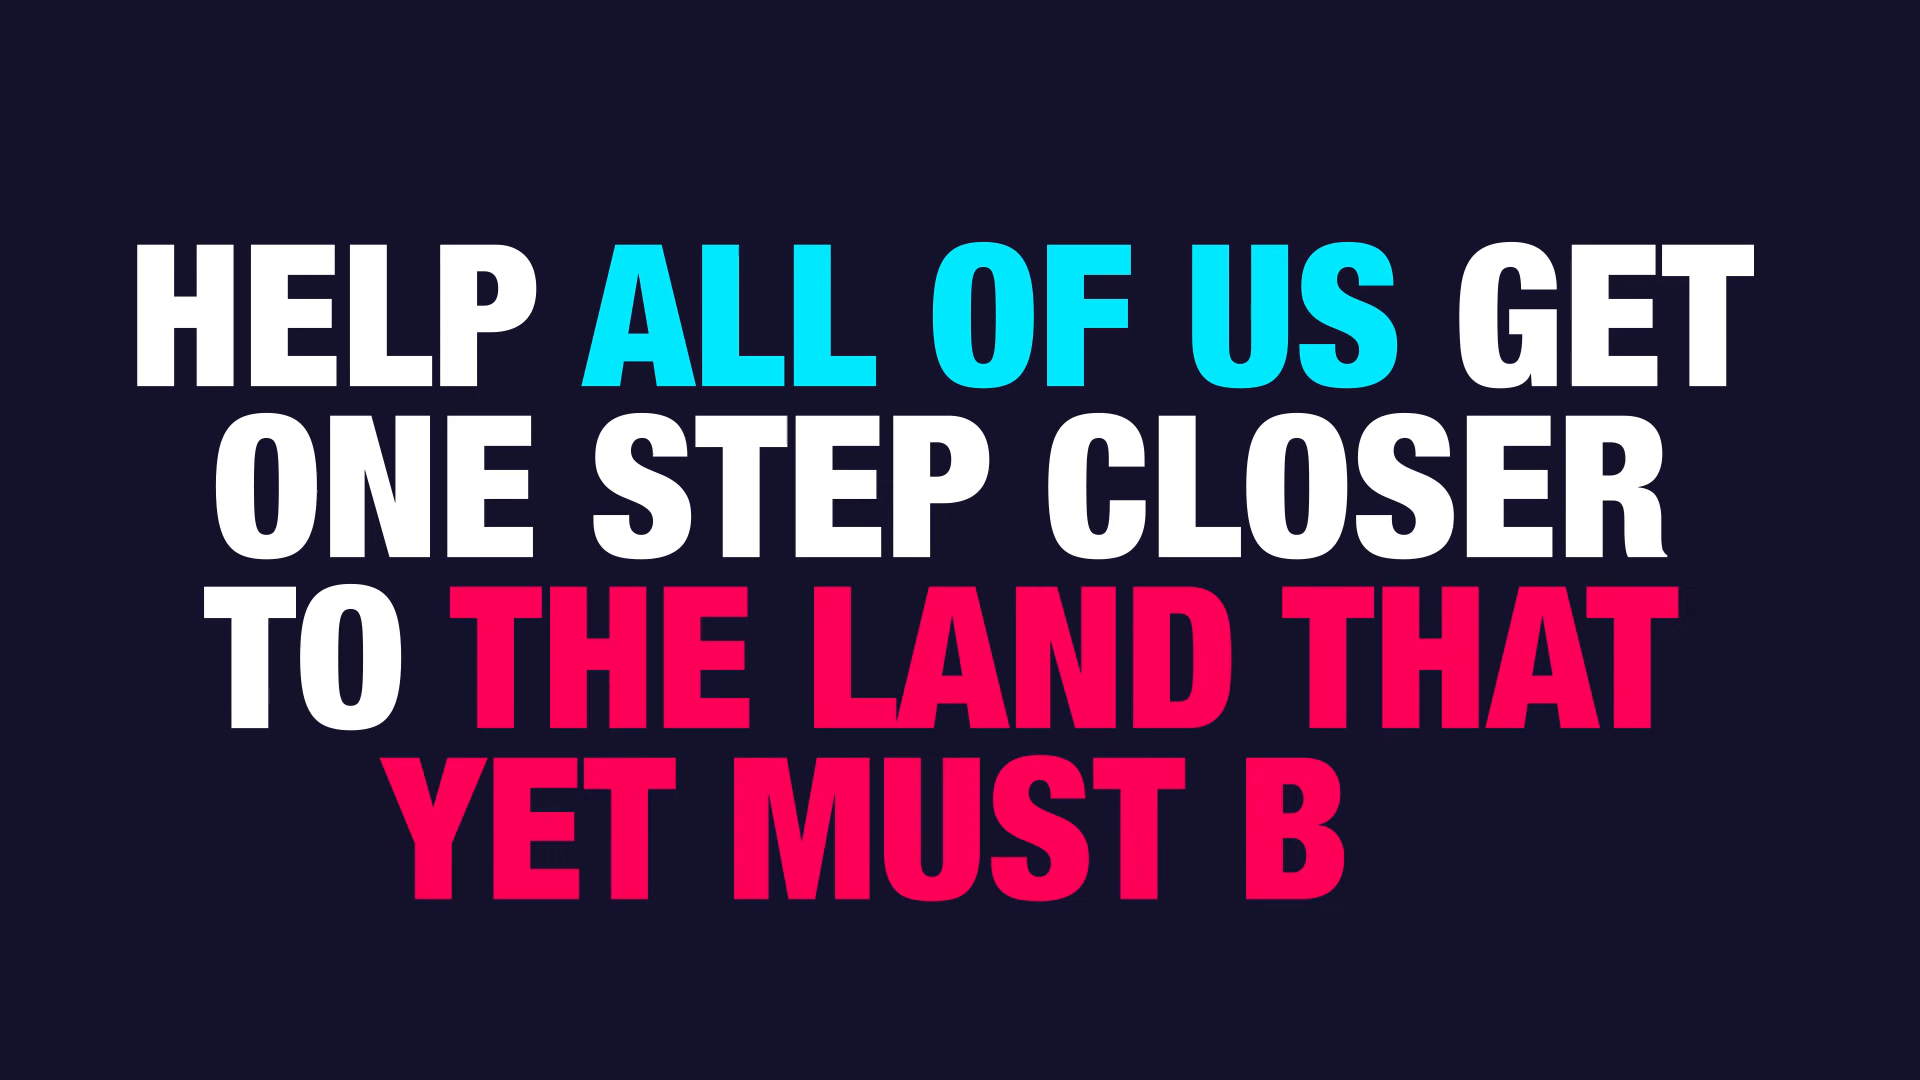 HELP ALL OF US GET
ONE STEP CLOSER
TO THE LAND THAT
YET MUST B